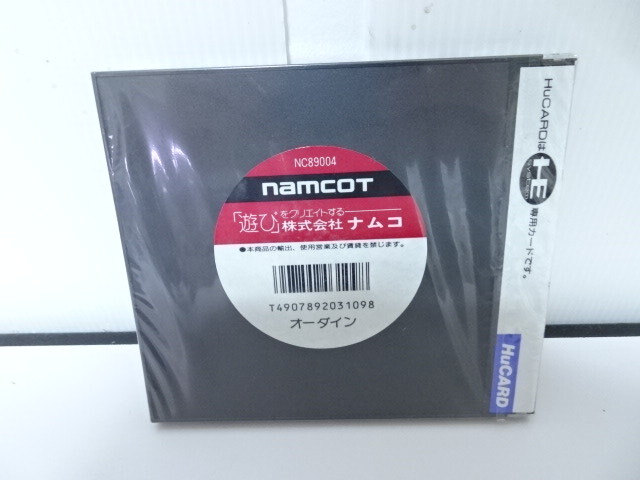 NC89004
namcot
「遊び」をクリエイトする
株式会社 ナムコ
●本商品の輸出、使用営業及び賃貸を禁じます。
T4907892031098
オーダイン
HuCARDは
専用カードです。
HuCARD